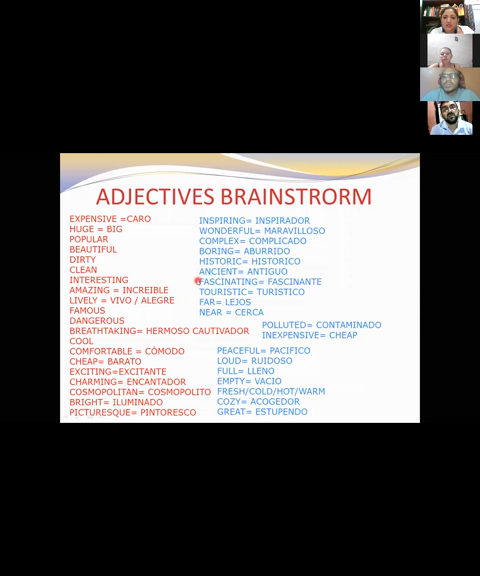 ADJECTIVES BRAINSTRORM
EXPENSIVE =CARO
HUGE = BIG
POPULAR
BEAUTIFUL
DIRTY
CLEAN
INTERESTING
AMAZING = INCREIBLE
LIVELY = VIVO / ALEGRE
FAMOUS
DANGEROUS
BREATHTAKING= HERMOSO CAUTIVADOR
COOL
COMFORTABLE = CÓMODO
CHEAP= BARATO
EXCITING=EXCITANTE
CHARMING= ENCANTADOR
COSMOPOLITAN= COSMOPOLITO
BRIGHT= ILUMINADO
PICTURESQUE= PINTORESCO
INSPIRING= INSPIRADOR
WONDERFUL= MARAVILLOSO
COMPLEX= COMPLICADO
BORING= ABURRIDO
HISTORIC= HISTORICO
ANCIENT= ANTIGUO
FASCINATING= FASCINANTE
TOURISTIC= TURISTICO
FAR= LEJOS
NEAR = CERCA
POLLUTED= CONTAMINADO
INEXPENSIVE= CHEAP
PEACEFUL= PACIFICO
LOUD= RUIDOSO
FULL= LLENO
EMPTY= VACIO
FRESH/COLD/HOT/WARM
COZY= ACOGEDOR
GREAT= ESTUPENDO